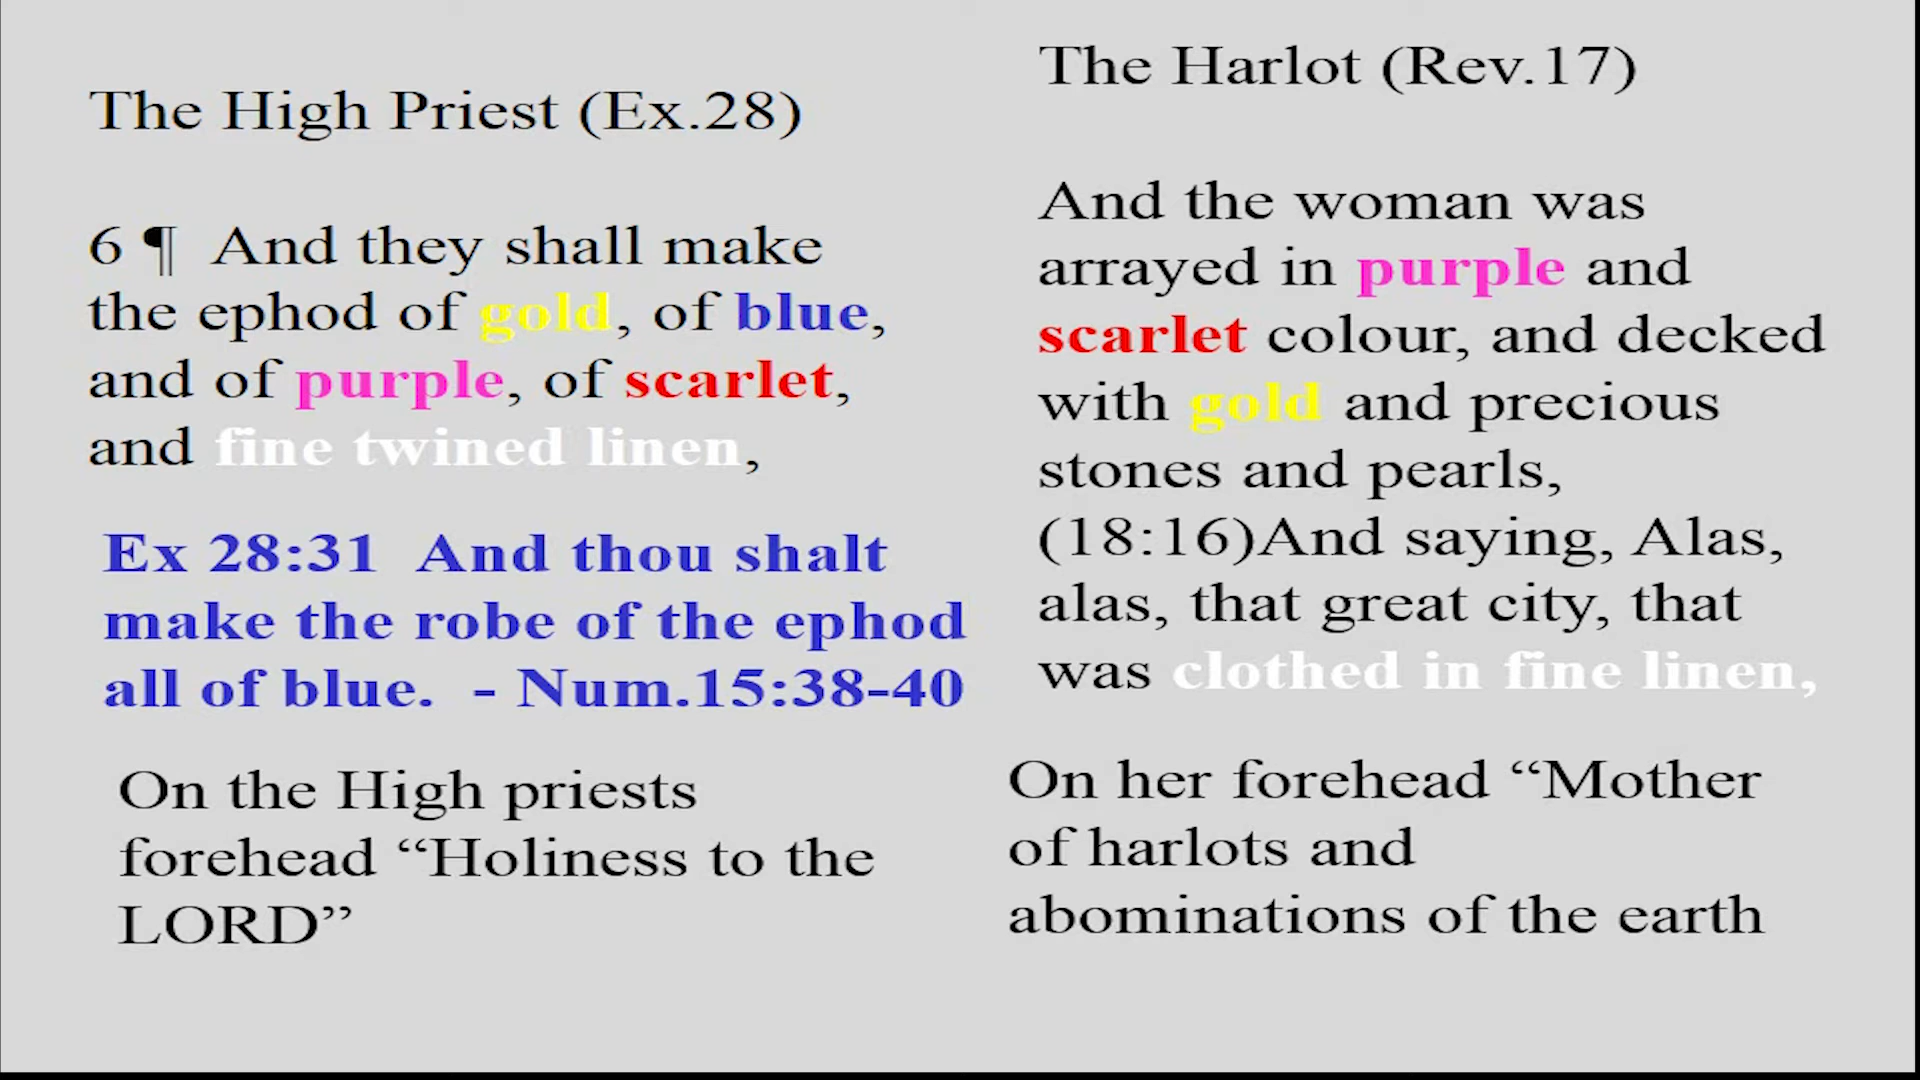 The High Priest (Ex.28)
6 ¶ And they shall make
the ephod of gold, of blue,
and of purple, of scarlet,
and fine twined linen,
Ex 28:31 And thou shalt
make the robe of the ephod
all of blue. - Num.15:38-40
On the High priests
forehead “Holiness to the
LORD”
The Harlot (Rev.17)
And the woman was
arrayed in purple and
scarlet colour, and decked
with gold and precious
stones and pearls,
(18:16)And saying, Alas,
alas, that great city, that
was clothed in fine linen,
On her forehead “Mother
of harlots and
abominations of the earth